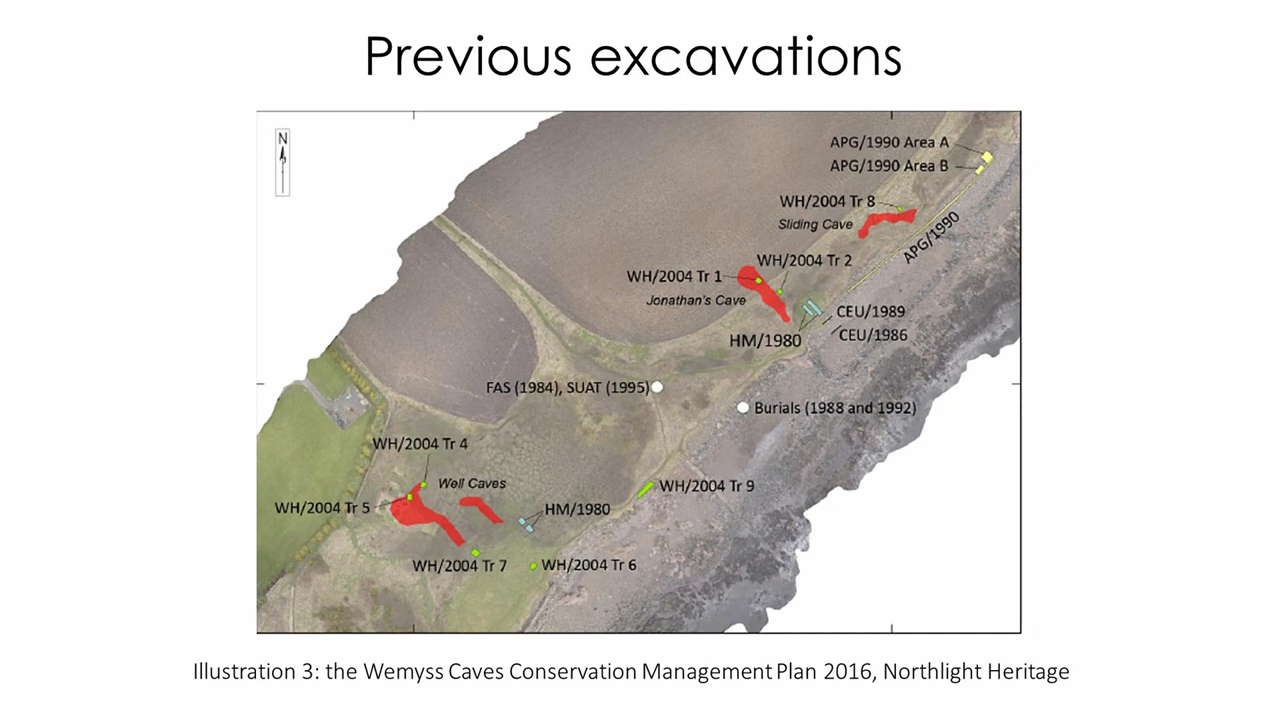 Previous excavations
N
APG/1990 Area A
APG/1990 Area B
WH/2004 Tr 8
Sliding Cave
APG/1990
WH/2004 Tr 2
WH/2004 Tr 1
Jonathan's Cave
CEU/1989
HM/1980
CEU/1986
FAS (1984), SUAT (1995)
Burials (1988 and 1992)
WH/2004 Tr 4
Well Caves
WH/2004 Tr 9
WH/2004 Tr 5
HM/1980
WH/2004 Tr 7
WH/2004 Tr 6
Illustration 3: the Wemyss Caves Conservation Management Plan 2016, Northlight Heritage